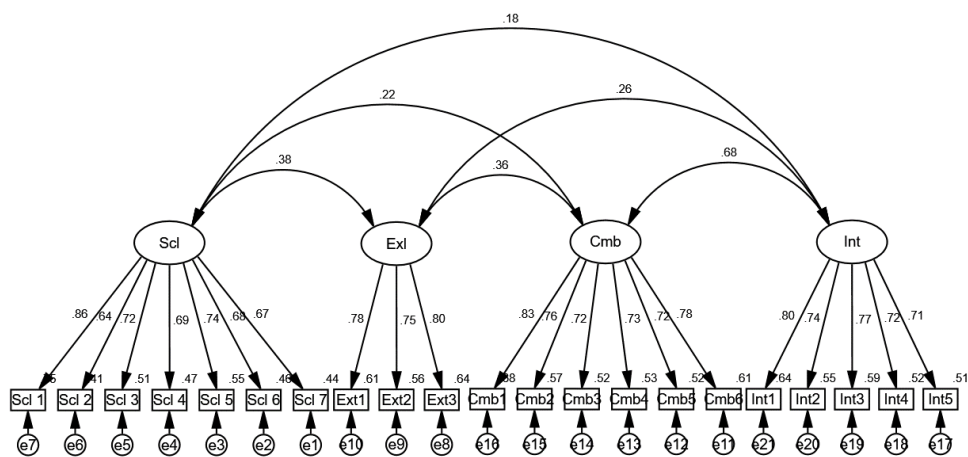 .18
.22
.26
.38
.36
.68
Scl
Exl
Cmb
Int
.86
.64
.72
.69
.74
.68
.67
.78
.75
.80
.83
.76
.72
.73
.72
.78
.80
.74
.77
.72
.71
.41
.51
.47
.55
.46
.44
.61
.56
.64
.57
.52
.53
.52
.61
.64
.55
.59
.52
.51
Scl 1
Scl 2
Scl 3
Scl 4
Scl 5
Scl 6
Scl 7
Ext1
Ext2
Ext3
Cmb1
Cmb2
Cmb3
Cmb4
Cmb5
Cmb6
Int1
Int2
Int3
Int4
Int5
e7
e6
e5
e4
e3
e2
e1
e10
e9
e8
e16
e15
e14
e13
e12
e11
e21
e20
e19
e18
e17